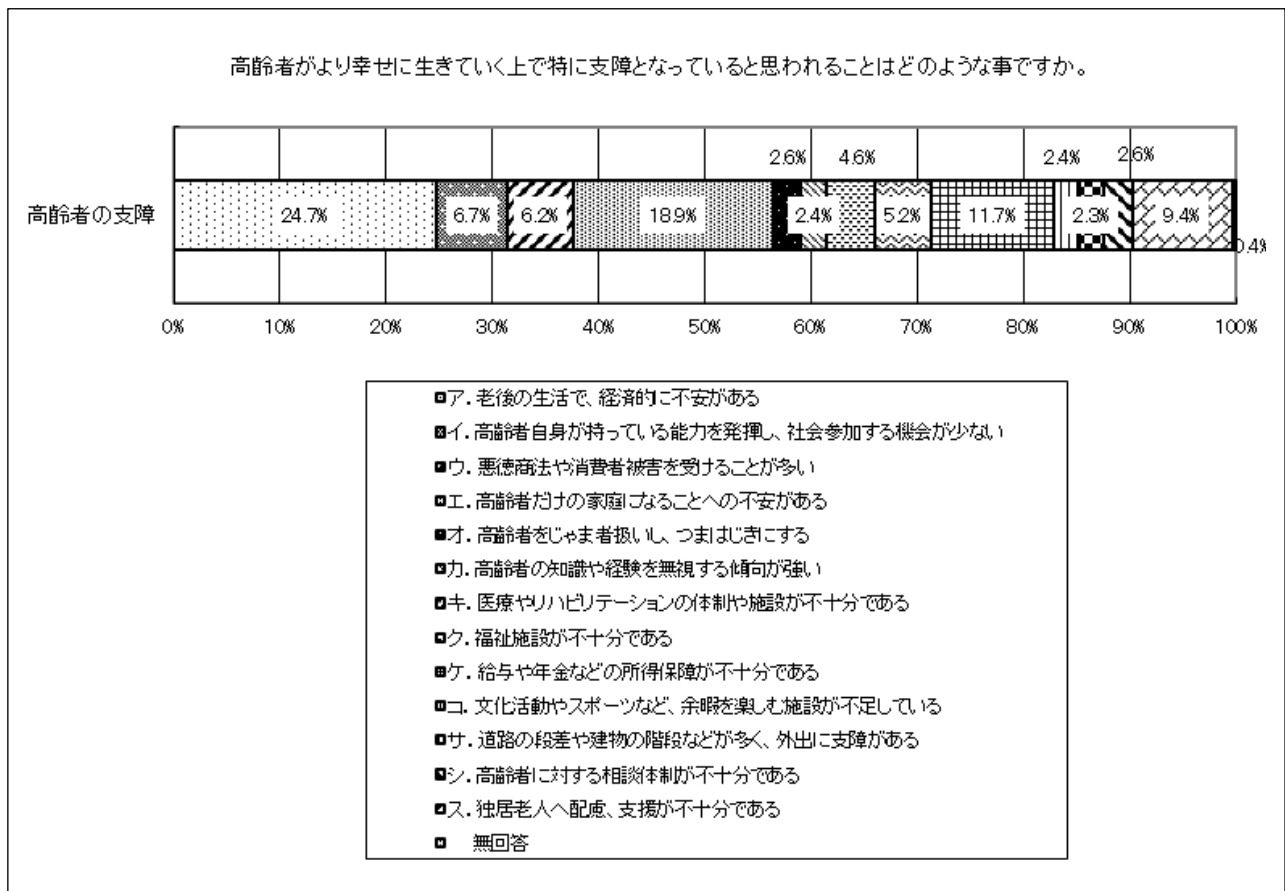 高齢者がより幸せに生きていく上で特に支障となっていると思われることはどのような事ですか。
2.6% 4.6% 2.4% 2.6%
高齢者の支障 24.7% 6.7% 6.2% 18.9% 2.4% 5.2% 11.7% 2.3% 9.4%
0.4%
0% 10% 20% 30% 40% 50% 60% 70% 80% 90% 100%
ア. 老後の生活で、経済的に不安がある
イ. 高齢者自身が持っている能力を発揮し、社会参加する機会が少ない
ウ. 悪徳商法や消費者被害を受けることが多い
エ. 高齢者だけの家庭になることへの不安がある
オ. 高齢者をじゃま者扱いし、つまはじきにする
カ. 高齢者の知識や経験を無視する傾向が強い
キ. 医療やリハビリテーションの体制や施設が不十分である
ク. 福祉施設が不十分である
ケ. 給与や年金などの所得保障が不十分である
コ. 文化活動やスポーツなど、余暇を楽しむ施設が不足している
サ. 道路の段差や建物の階段などが多く、外出に支障がある
シ. 高齢者に対する相談体制が不十分である
ス. 独居老人へ配慮、支援が不十分である
無回答